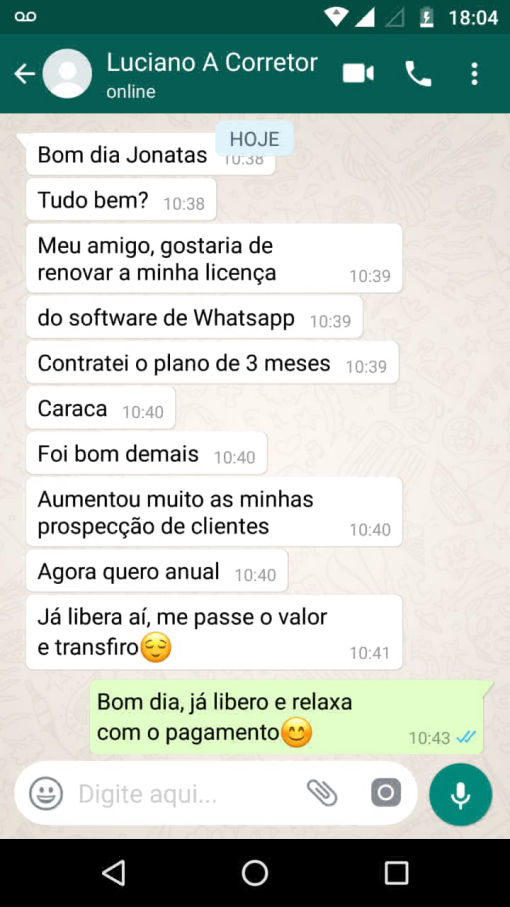 18:04
Luciano A Corretor
online
HOJE
Bom dia Jonatas 10:38
Tudo bem? 10:38
Meu amigo, gostaria de
renovar a minha licença 10:39
do software de Whatsapp 10:39
Contratei o plano de 3 meses 10:39
Caraca 10:40
Foi bom demais 10:40
Aumentou muito as minhas
prospecção de clientes 10:40
Agora quero anual 10:40
Já libera aí, me passe o valor
e transfiro😌 10:41
Bom dia, já libero e relaxa
com o pagamento😊 10:43
Digite aqui...